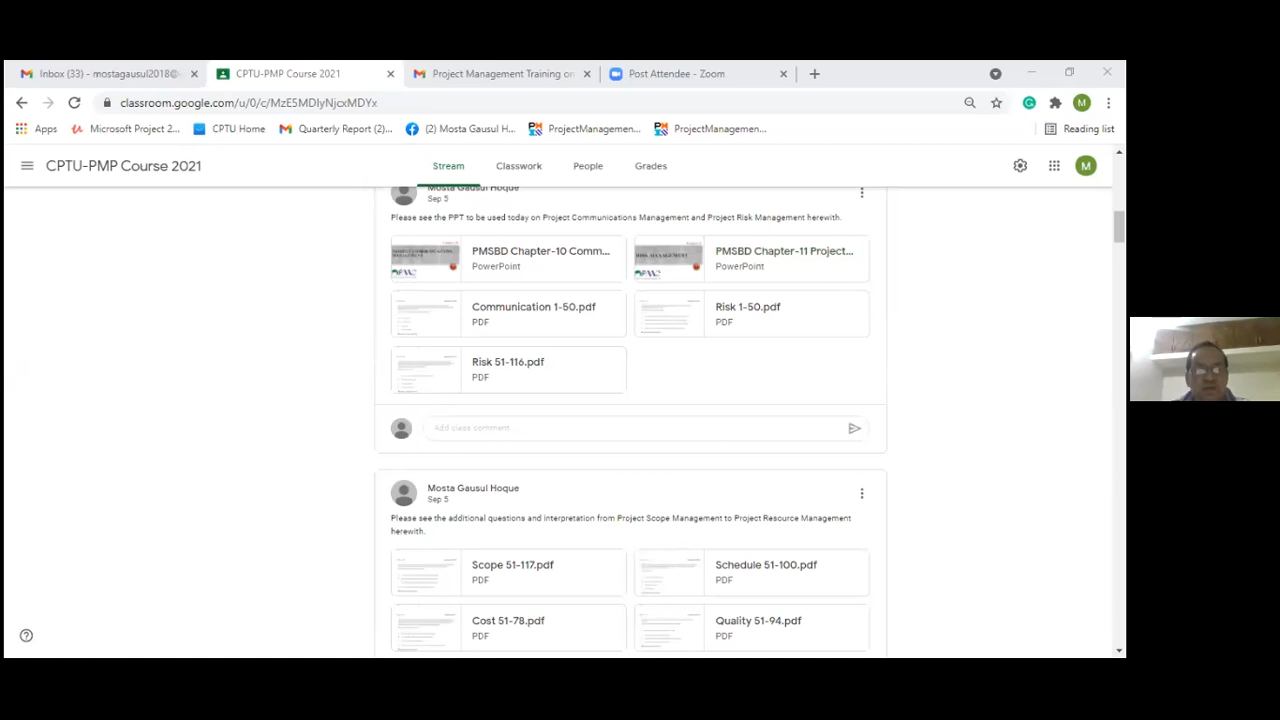 Inbox (33) - mostagausul2018@
CPTU-PMP Course 2021
Project Management Training on
Post Attendee - Zoom
classroom.google.com/u/0/c/MzE5MDIyNjcxMDYx
Apps
Microsoft Project 2...
CPTU Home
Quarterly Report (2)...
(2) Mosta Gausul H...
ProjectManagemen...
ProjectManagemen...
Reading list
CPTU-PMP Course 2021
Stream
Classwork
People
Grades
M
Mosta Gausul Hoque
Sep 5
Please see the PPT to be used today on Project Communications Management and Project Risk Management herewith.
PMSBD Chapter-10 Comm...
PowerPoint
PMSBD Chapter-11 Project...
PowerPoint
Communication 1-50.pdf
PDF
Risk 1-50.pdf
PDF
Risk 51-116.pdf
PDF
Add class comment...
Mosta Gausul Hoque
Sep 5
Please see the additional questions and interpretation from Project Scope Management to Project Resource Management
herewith.
Scope 51-117.pdf
PDF
Schedule 51-100.pdf
PDF
Cost 51-78.pdf
PDF
Quality 51-94.pdf
PDF